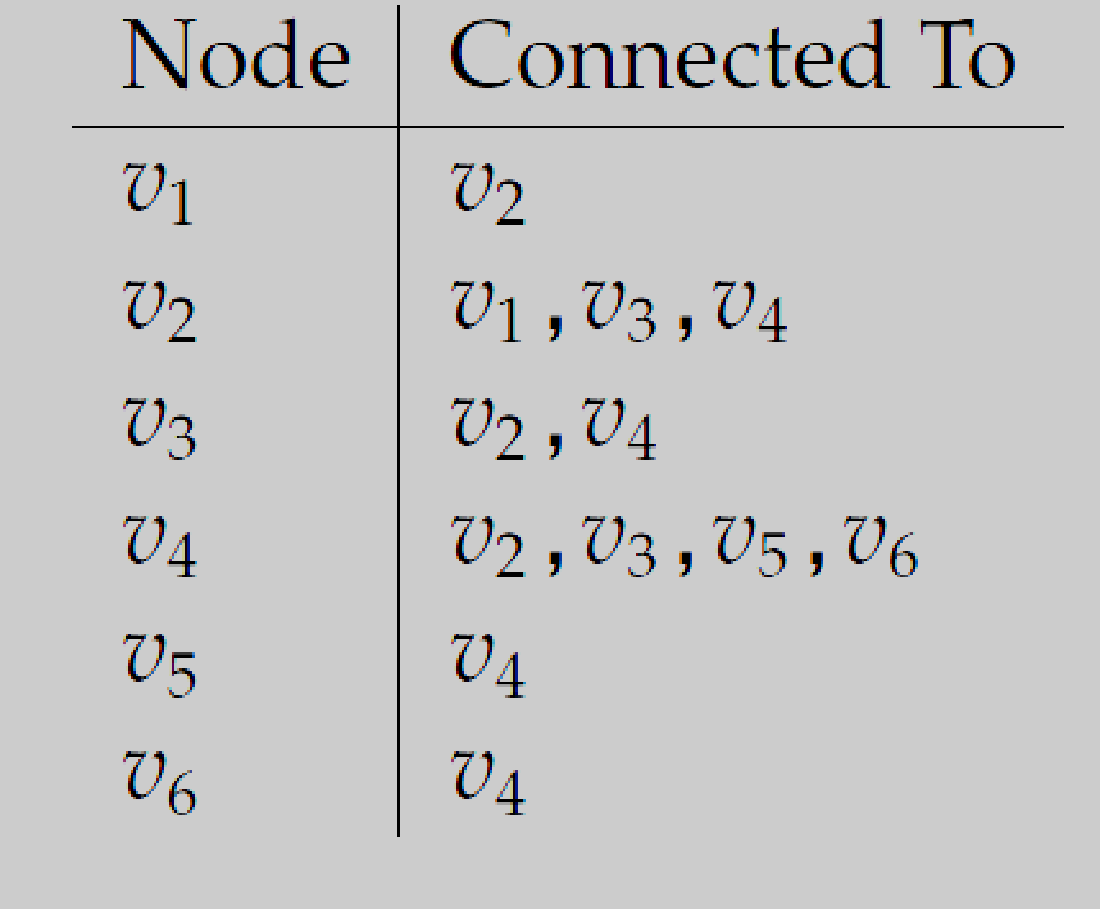 Node Connected To
v1 v2
v2 v1 , v3 , v4
v3 v2 , v4
v4 v2 , v3 , v5 , v6
v5 v4
v6 v4